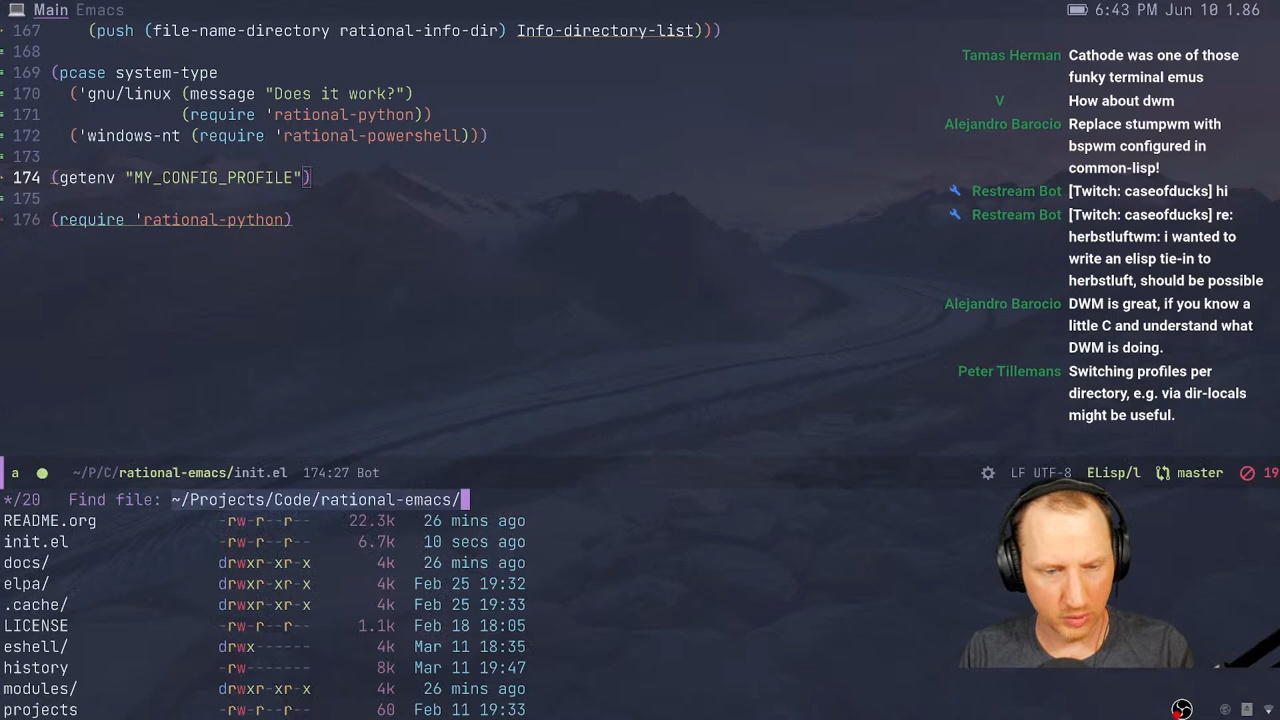 Main Emacs
6:43 PM Jun 10 1.86
167 (push (file-name-directory rational-info-dir) Info-directory-list)))
168
169 (pcase system-type
170 ('gnu/linux (message "Does it work?")
171 (require 'rational-python))
172 ('windows-nt (require 'rational-powershell)))
173
174 (getenv "MY_CONFIG_PROFILE")
175
176 (require 'rational-python)
Tamas Herman Cathode was one of those
funky terminal emus
V How about dwm
Alejandro Barocio Replace stumpwm with
bspwm configured in
common-lisp!
Restream Bot [Twitch: caseofducks] hi
Restream Bot [Twitch: caseofducks] re:
herbstluftwm: i wanted to
write an elisp tie-in to
herbstluft, should be possible
Alejandro Barocio DWM is great, if you know a
little C and understand what
DWM is doing.
Peter Tillemans Switching profiles per
directory, e.g. via dir-locals
might be useful.
a ~/P/C/rational-emacs/init.el 174:27 Bot LF UTF-8 ELisp/l master 19
*/20 Find file: ~/Projects/Code/rational-emacs/
README.org -rw-r--r-- 22.3k 26 mins ago
init.el -rw-r--r-- 6.7k 10 secs ago
docs/ drwxr-xr-x 4k 26 mins ago
elpa/ drwxr-xr-x 4k Feb 25 19:32
.cache/ drwxr-xr-x 4k Feb 25 19:33
LICENSE -rw-r--r-- 1.1k Feb 18 18:05
eshell/ drwx------ 4k Mar 11 18:35
history -rw------- 8k Mar 11 19:47
modules/ drwxr-xr-x 4k 26 mins ago
projects -rw-r--r-- 60 Feb 11 19:33